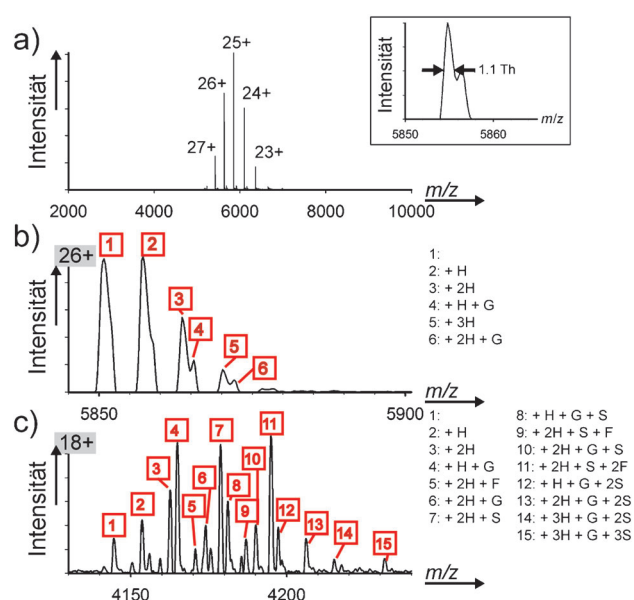 a)
Intensität
25+
26+
24+
27+
23+
2000
4000
6000
8000
10000
m/z
Intensität
1.1 Th
5850
5860
m/z
b)
26+
Intensität
1
2
3
4
5
6
5850
5900
m/z
1:
2: + H
3: + 2H
4: + H + G
5: + 3H
6: + 2H + G
c)
18+
Intensität
1
2
3
4
5
6
7
8
9
10
11
12
13
14
15
4150
4200
m/z
1:
2: + H
3: + 2H
4: + H + G
5: + 2H + F
6: + 2H + G
7: + 2H + S
8: + H + G + S
9: + 2H + S + F
10: + 2H + G + S
11: + 2H + S + 2F
12: + H + G + 2S
13: + 2H + G + 2S
14: + 3H + G + 2S
15: + 3H + G + 3S